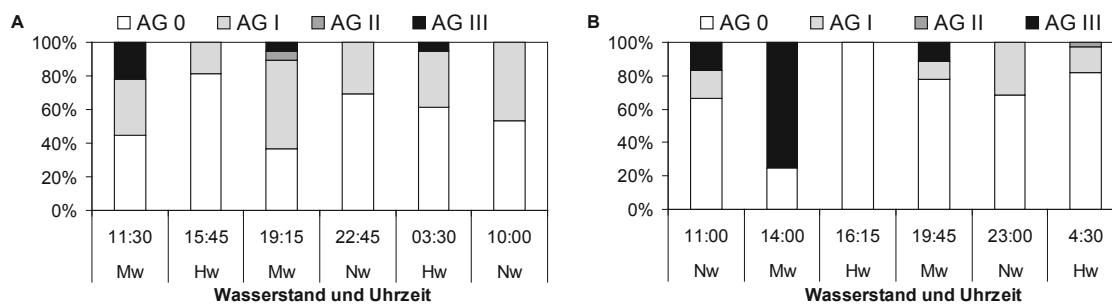 A
AG 0 AG I AG II AG III
100%
80%
60%
40%
20%
0%
11:30 15:45 19:15 22:45 03:30 10:00
Mw Hw Mw Nw Hw Nw
Wasserstand und Uhrzeit
B
AG 0 AG I AG II AG III
100%
80%
60%
40%
20%
0%
11:00 14:00 16:15 19:45 23:00 4:30
Nw Mw Hw Mw Nw Hw
Wasserstand und Uhrzeit